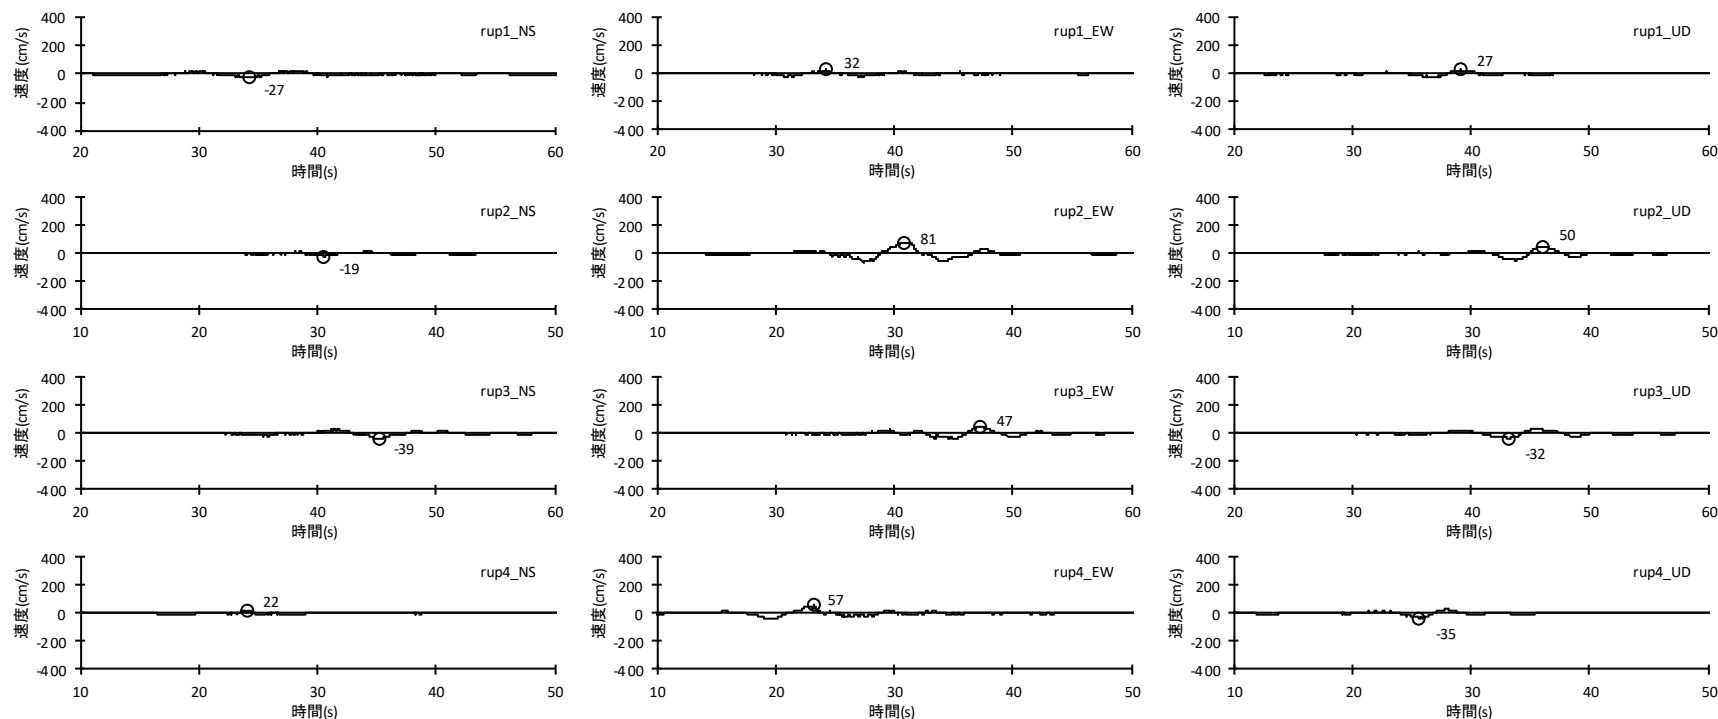 400 200 0 -200 -400 速度(cm/s) rup1_NS -27 20 30 40 50 60 時間(s)
400 200 0 -200 -400 速度(cm/s) rup1_EW 32 20 30 40 50 60 時間(s)
400 200 0 -200 -400 速度(cm/s) rup1_UD 27 20 30 40 50 60 時間(s)
400 200 0 -200 -400 速度(cm/s) rup2_NS -19 10 20 30 40 50 時間(s)
400 200 0 -200 -400 速度(cm/s) rup2_EW 81 10 20 30 40 50 時間(s)
400 200 0 -200 -400 速度(cm/s) rup2_UD 50 10 20 30 40 50 時間(s)
400 200 0 -200 -400 速度(cm/s) rup3_NS -39 10 20 30 40 50 時間(s)
400 200 0 -200 -400 速度(cm/s) rup3_EW 47 10 20 30 40 50 時間(s)
400 200 0 -200 -400 速度(cm/s) rup3_UD -32 10 20 30 40 50 時間(s)
400 200 0 -200 -400 速度(cm/s) rup4_NS 22 10 20 30 40 50 時間(s)
400 200 0 -200 -400 速度(cm/s) rup4_EW 57 10 20 30 40 50 時間(s)
400 200 0 -200 -400 速度(cm/s) rup4_UD -35 10 20 30 40 50 時間(s)